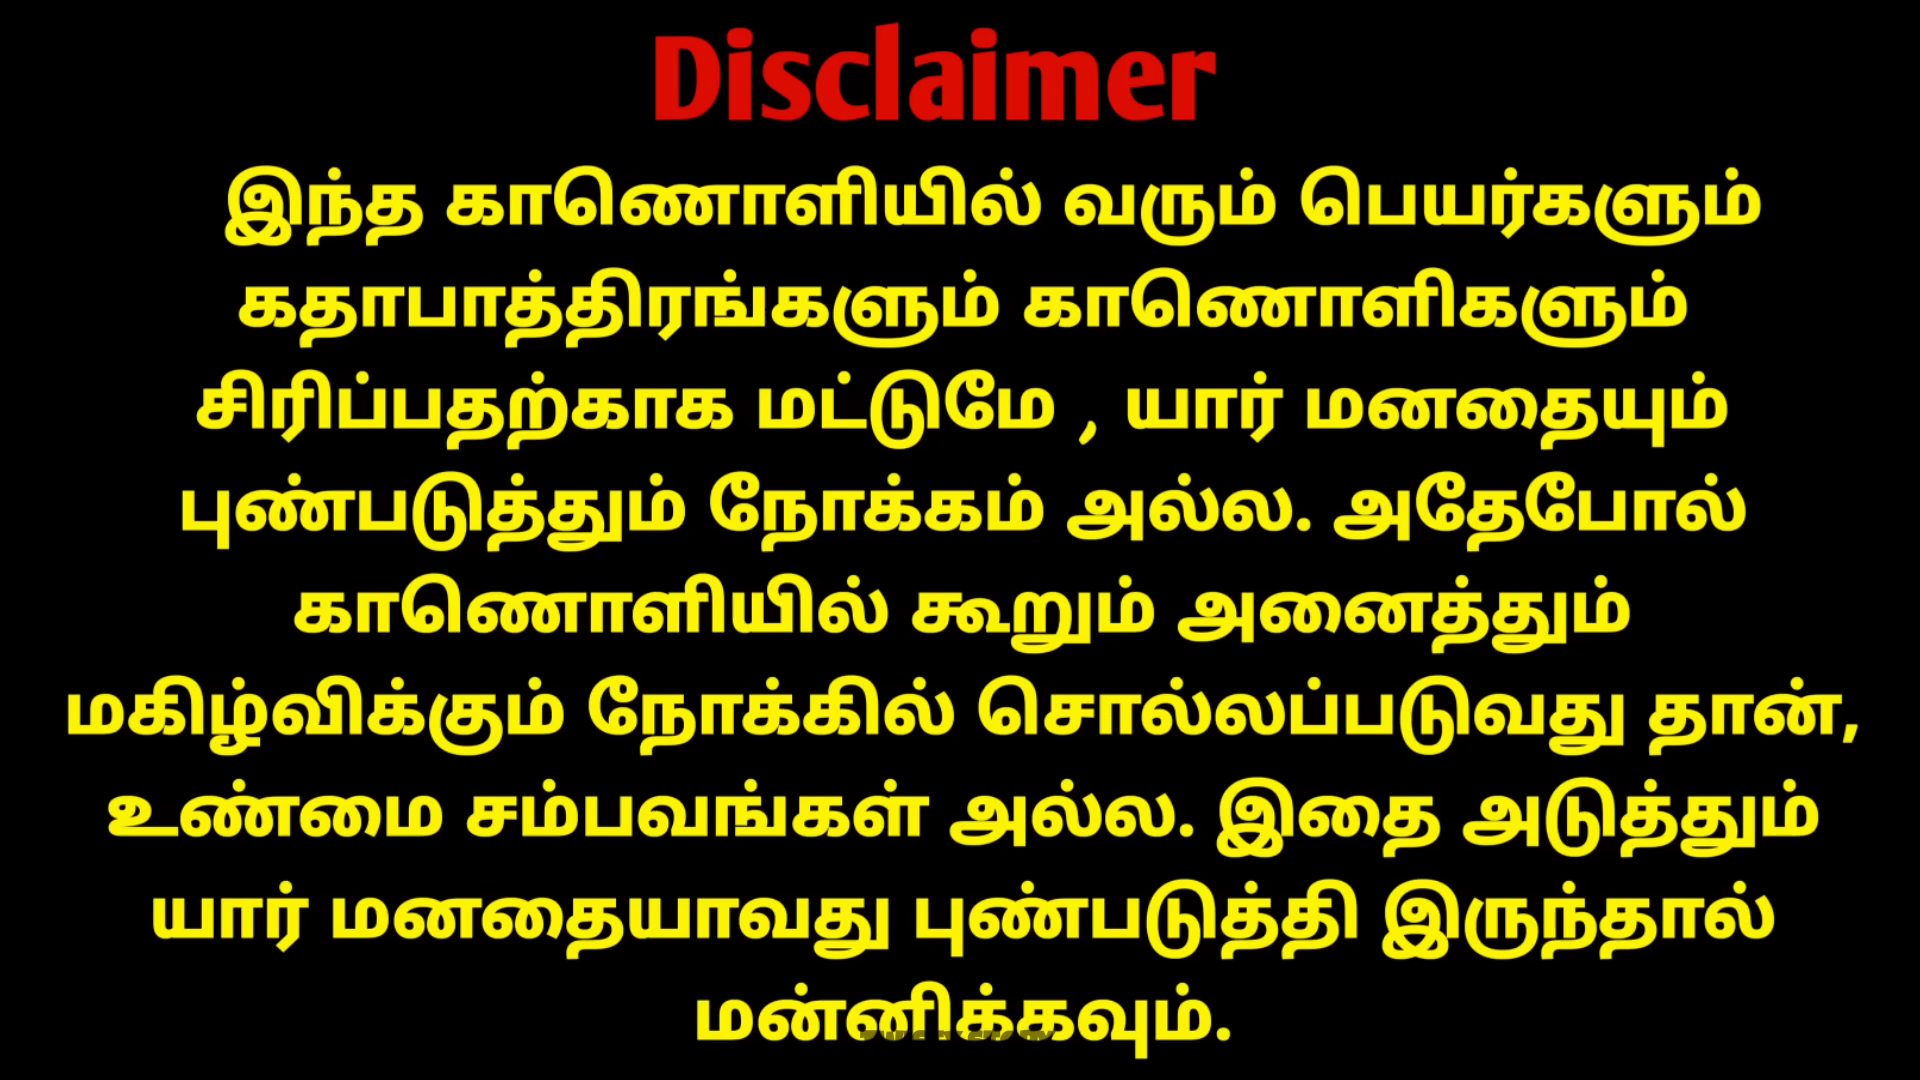 Disclaimer
இந்த காணொளியில் வரும் பெயர்களும்
கதாபாத்திரங்களும் காணொளிகளும்
சிரிப்பதற்காக மட்டுமே , யார் மனதையும்
புண்படுத்தும் நோக்கம் அல்ல. அதேபோல்
காணொளியில் கூறும் அனைத்தும்
மகிழ்விக்கும் நோக்கில் சொல்லப்படுவது தான்,
உண்மை சம்பவங்கள் அல்ல. இதை அடுத்தும்
யார் மனதையாவது புண்படுத்தி இருந்தால்
மன்னிக்கவும்.